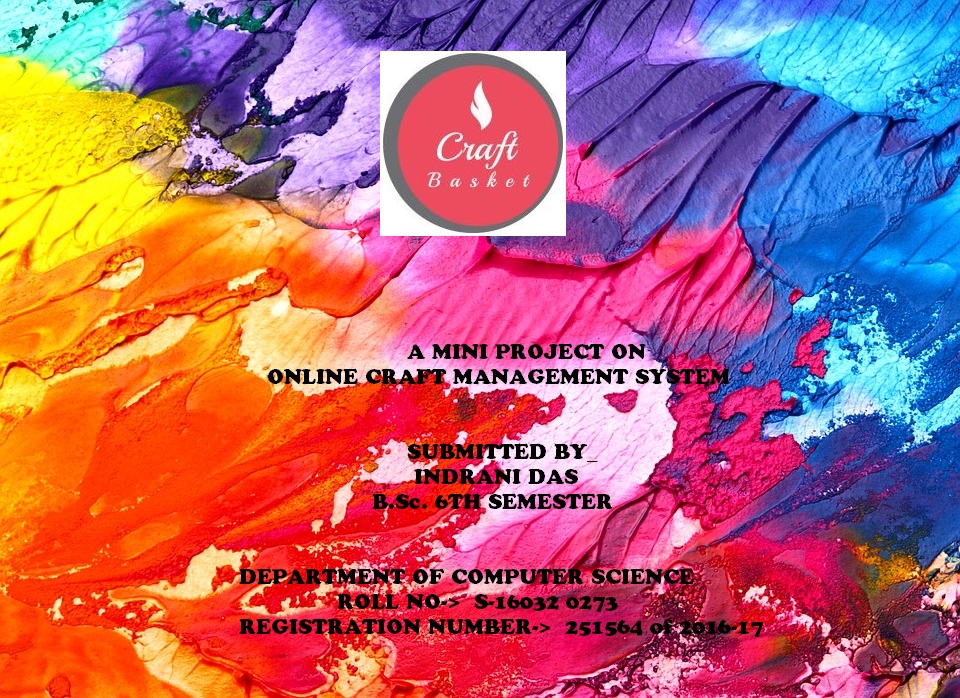 Craft
Basket
A MINI PROJECT ON
ONLINE CRAFT MANAGEMENT SYSTEM
SUBMITTED BY_
INDRANI DAS
B.Sc. 6TH SEMESTER
DEPARTMENT OF COMPUTER SCIENCE
ROLL NO-> S-16032 0273
REGISTRATION NUMBER-> 251564 of 2016-17